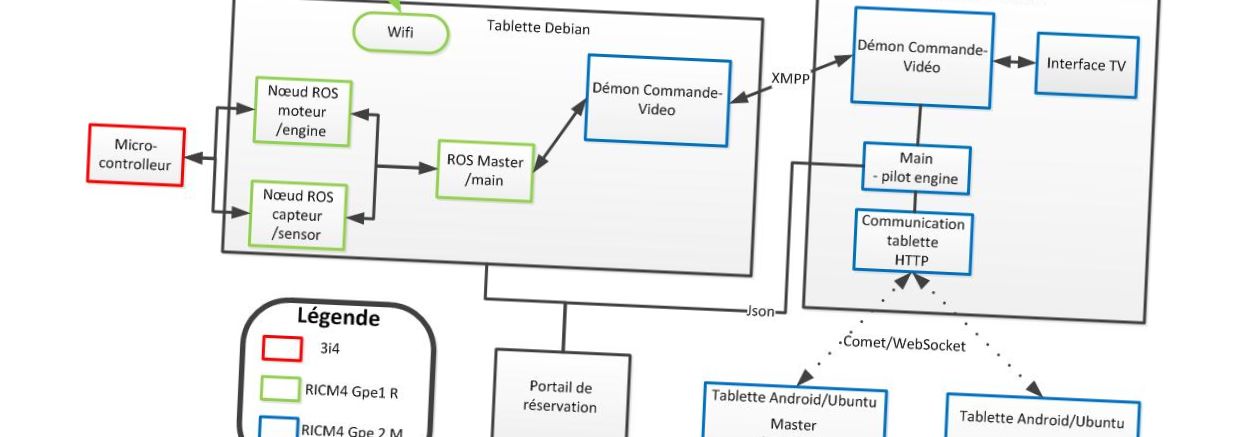 Wifi
Tablette Debian
Nœud ROS
moteur
/engine
Micro-
controlleur
Nœud ROS
capteur
/sensor
ROS Master
/main
Démon Commande-
Video
XMPP
Démon Commande-
Vidéo
Interface TV
Main
- pilot engine
Communication
tablette
HTTP
Json
Comet/WebSocket
Légende
3i4
RICM4 Gpe1 R
RICM4 Gpe 2 M
Portail de
réservation
Tablette Android/Ubuntu
Master
Tablette Android/Ubuntu